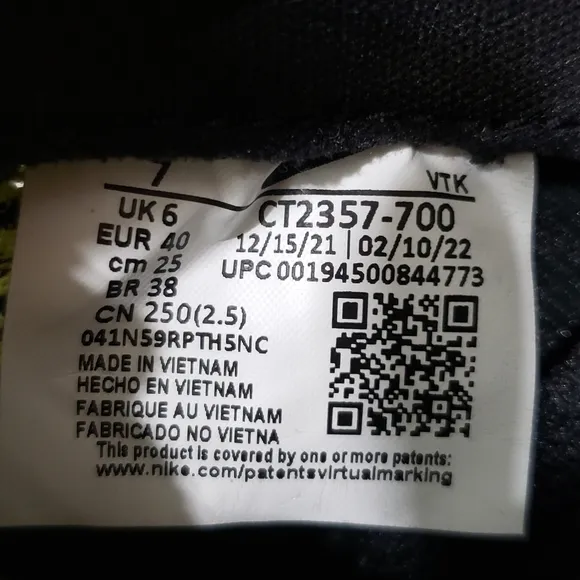 7
VTK
UK 6
CT2357-700
EUR 40
12/15/21 | 02/10/22
cm 25
UPC 00194500844773
BR 38
CN 250(2.5)
041N59RPTH5NC
MADE IN VIETNAM
HECHO EN VIETNAM
FABRIQUE AU VIETNAM
FABRICADO NO VIETNA
This product is covered by one or more patents:
www.nike.com/patentsvirtualmarking